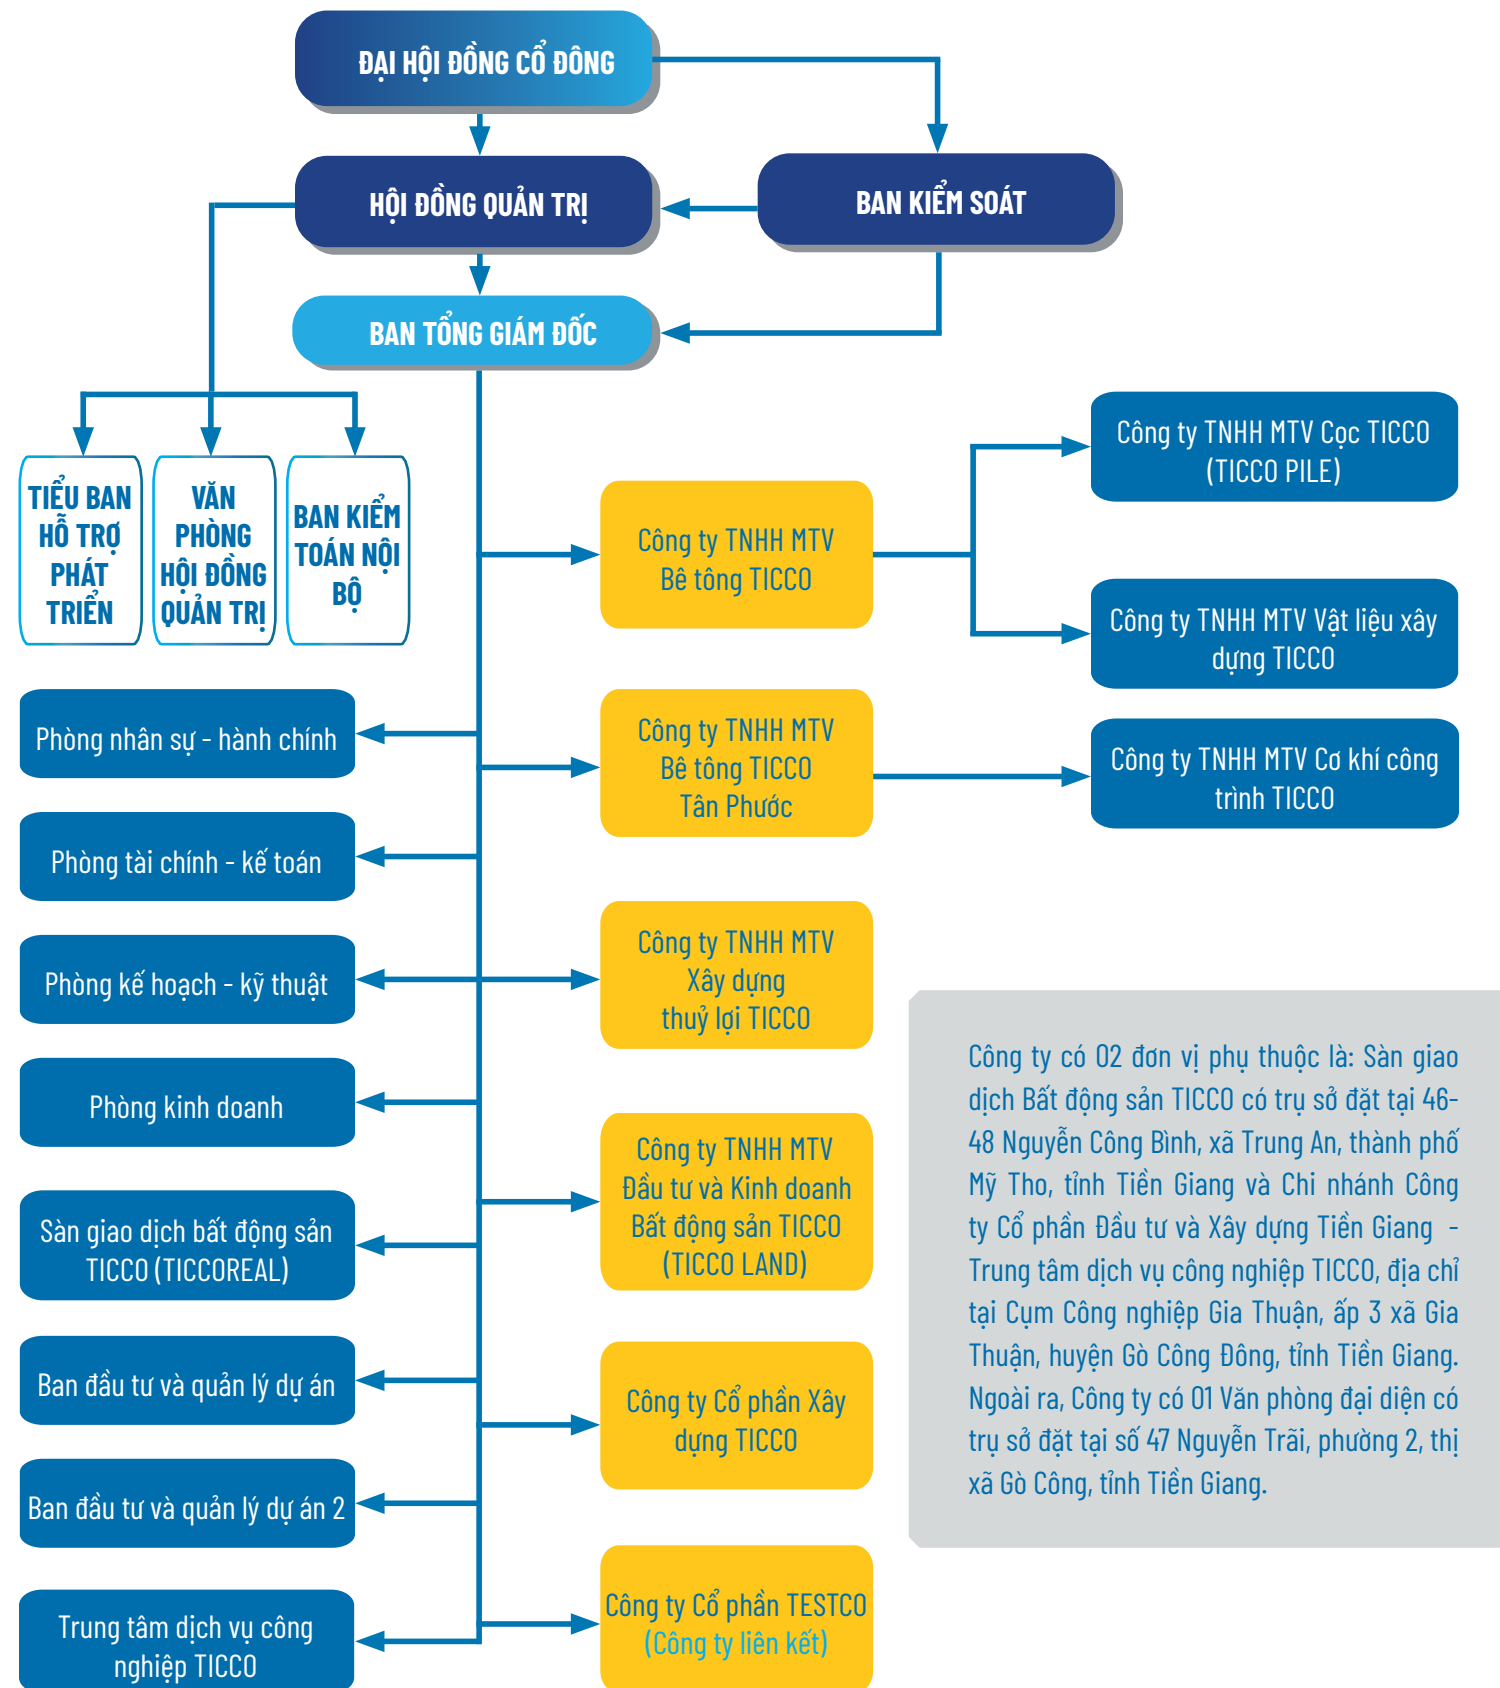 ĐẠI HỘI ĐỒNG CỔ ĐÔNG
HỘI ĐỒNG QUẢN TRỊ
BAN KIỂM SOÁT
BAN TỔNG GIÁM ĐỐC
TIỂU BAN
HỖ TRỢ
PHÁT
TRIỂN
VĂN
PHÒNG
HỘI ĐỒNG
QUẢN TRỊ
BAN KIỂM
TOÁN NỘI
BỘ
Phòng nhân sự - hành chính
Phòng tài chính - kế toán
Phòng kế hoạch - kỹ thuật
Phòng kinh doanh
Sàn giao dịch bất động sản
TICCO (TICCOREAL)
Ban đầu tư và quản lý dự án
Ban đầu tư và quản lý dự án 2
Trung tâm dịch vụ công
nghiệp TICCO
Công ty TNHH MTV
Bê tông TICCO
Công ty TNHH MTV
Bê tông TICCO
Tân Phước
Công ty TNHH MTV
Xây dựng
thuỷ lợi TICCO
Công ty TNHH MTV
Đầu tư và Kinh doanh
Bất động sản TICCO
(TICCO LAND)
Công ty Cổ phần Xây
dựng TICCO
Công ty Cổ phần TESTCO
(Công ty liên kết)
Công ty TNHH MTV Cọc TICCO
(TICCO PILE)
Công ty TNHH MTV Vật liệu xây
dựng TICCO
Công ty TNHH MTV Cơ khí công
trình TICCO
Công ty có 02 đơn vị phụ thuộc là: Sàn giao
dịch Bất động sản TICCO có trụ sở đặt tại 46-
48 Nguyễn Công Bình, xã Trung An, thành phố
Mỹ Tho, tỉnh Tiền Giang và Chi nhánh Công
ty Cổ phần Đầu tư và Xây dựng Tiền Giang -
Trung tâm dịch vụ công nghiệp TICCO, địa chỉ
tại Cụm Công nghiệp Gia Thuận, ấp 3 xã Gia
Thuận, huyện Gò Công Đông, tỉnh Tiền Giang.
Ngoài ra, Công ty có 01 Văn phòng đại diện có
trụ sở đặt tại số 47 Nguyễn Trãi, phường 2, thị
xã Gò Công, tỉnh Tiền Giang.